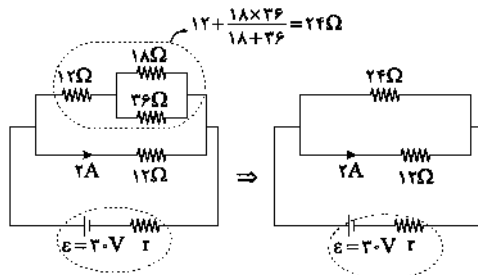 ۱۲ + (۱۸×۳۶)/(۱۸+۳۶) = ۲۴Ω
۱۸Ω
۱۲Ω
۳۶Ω
۲A
۱۲Ω
ε=۳۰V r
⇒
۲۴Ω
۲A
۱۲Ω
ε=۳۰V r